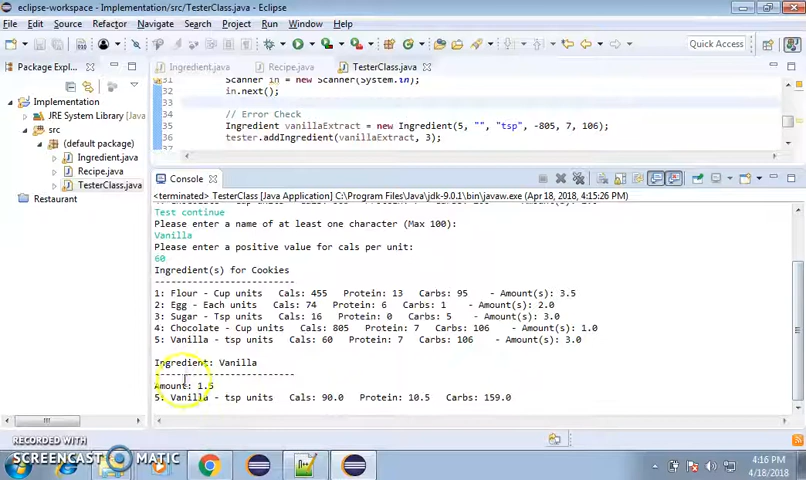 eclipse-workspace - Implementation/src/TesterClass.java - Eclipse
File Edit Source Refactor Navigate Search Project Run Window Help
Quick Access
Package Expl...
Ingredient.java Recipe.java TesterClass.java
Implementation
JRE System Library [JavaS
src
(default package)
Ingredient.java
Recipe.java
TesterClass.java
Restaurant
31 Scanner in = new Scanner(System.in);
32 in.next();
33
34 // Error Check
35 Ingredient vanillaExtract = new Ingredient(5, "", "tsp", -805, 7, 106);
36 tester.addIngredient(vanillaExtract, 3);
Console
<terminated> TesterClass [Java Application] C:\Program Files\Java\jdk-9.0.1\bin\javaw.exe (Apr 18, 2018, 4:15:26 PM)
Test continue
Please enter a name of at least one character (Max 100):
Vanilla
Please enter a positive value for cals per unit:
60
Ingredient(s) for Cookies
---------------------------
1: Flour - Cup units Cals: 455 Protein: 13 Carbs: 95 - Amount(s): 3.5
2: Egg - Each units Cals: 74 Protein: 6 Carbs: 1 - Amount(s): 2.0
3: Sugar - Tsp units Cals: 16 Protein: 0 Carbs: 5 - Amount(s): 3.0
4: Chocolate - Cup units Cals: 805 Protein: 7 Carbs: 106 - Amount(s): 1.0
5: Vanilla - tsp units Cals: 60 Protein: 7 Carbs: 106 - Amount(s): 3.0
Ingredient: Vanilla
---------------------------
Amount: 1.5
5: Vanilla - tsp units Cals: 90.0 Protein: 10.5 Carbs: 159.0
RECORDED WITH
SCREENCAST MATIC
4:16 PM
4/18/2018